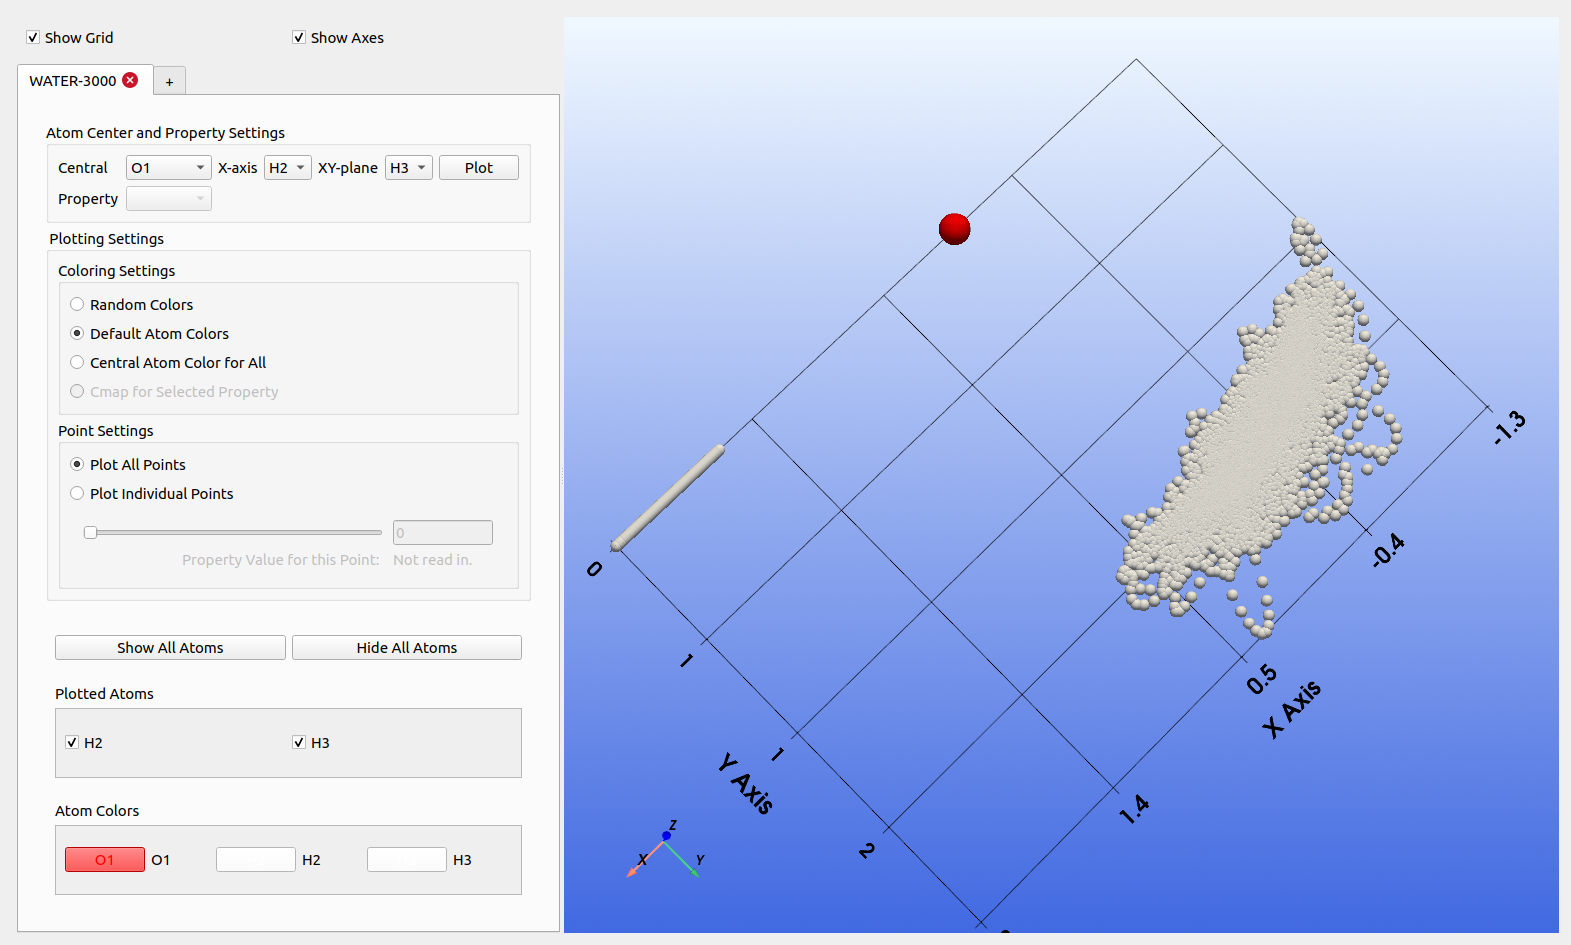 Show Grid
Show Axes
WATER-3000
+
Atom Center and Property Settings
Central O1 X-axis H2 XY-plane H3 Plot
Property
Plotting Settings
Coloring Settings
Random Colors
Default Atom Colors
Central Atom Color for All
Cmap for Selected Property
Point Settings
Plot All Points
Plot Individual Points
0
Property Value for this Point: Not read in.
Show All Atoms
Hide All Atoms
Plotted Atoms
H2
H3
Atom Colors
O1 O1
H2
H3
-1.3
-0.4
0.5
X Axis
1.4
0
1
1
Y Axis
2
Z
X
Y